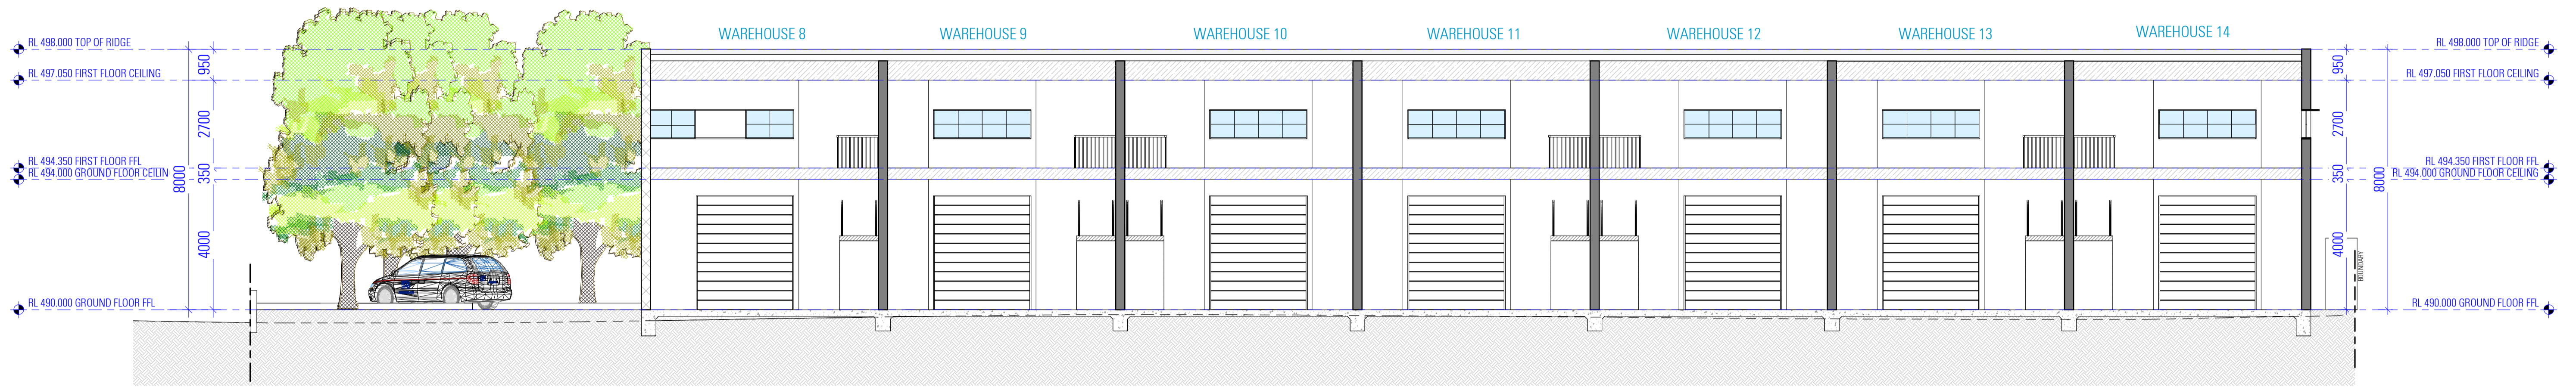 WAREHOUSE 8
WAREHOUSE 9
WAREHOUSE 10
WAREHOUSE 11
WAREHOUSE 12
WAREHOUSE 13
WAREHOUSE 14
RL 498.000 TOP OF RIDGE
RL 497.050 FIRST FLOOR CEILING
RL 494.350 FIRST FLOOR FFL
RL 494.000 GROUND FLOOR CEILIN
RL 490.000 GROUND FLOOR FFL
8000
950
2700
350
4000
950
2700
350
4000
8000
BOUNDARY
RL 498.000 TOP OF RIDGE
RL 497.050 FIRST FLOOR CEILING
RL 494.350 FIRST FLOOR FFL
RL 494.000 GROUND FLOOR CEILING
RL 490.000 GROUND FLOOR FFL